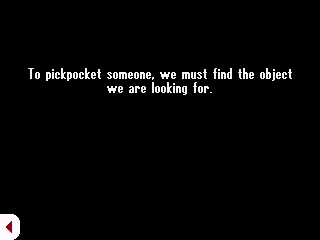 To pickpocket someone, we must find the object
we are looking for.